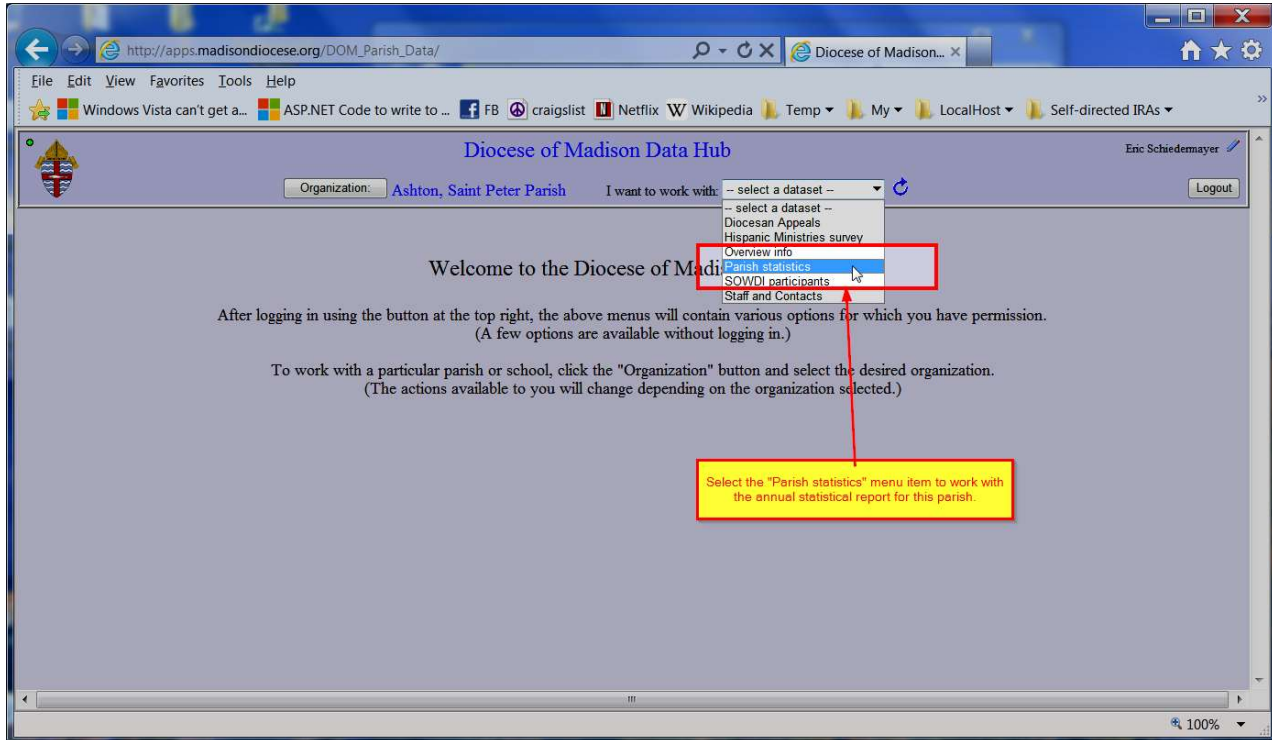 http://apps.madisondiocese.org/DOM_Parish_Data/
Diocese of Madison...
File Edit View Favorites Tools Help
Windows Vista can't get a... ASP.NET Code to write to ... FB craigslist Netflix Wikipedia Temp My LocalHost Self-directed IRAs
Diocese of Madison Data Hub
Eric Schiedermayer
Organization: Ashton, Saint Peter Parish I want to work with: -- select a dataset -- Logout
-- select a dataset --
Diocesan Appeals
Hispanic Ministries survey
Overview info
Parish statistics
SOWDI participants
Staff and Contacts
Welcome to the Diocese of Madi
After logging in using the button at the top right, the above menus will contain various options for which you have permission.
(A few options are available without logging in.)
To work with a particular parish or school, click the "Organization" button and select the desired organization.
(The actions available to you will change depending on the organization selected.)
Select the "Parish statistics" menu item to work with
the annual statistical report for this parish.
100%